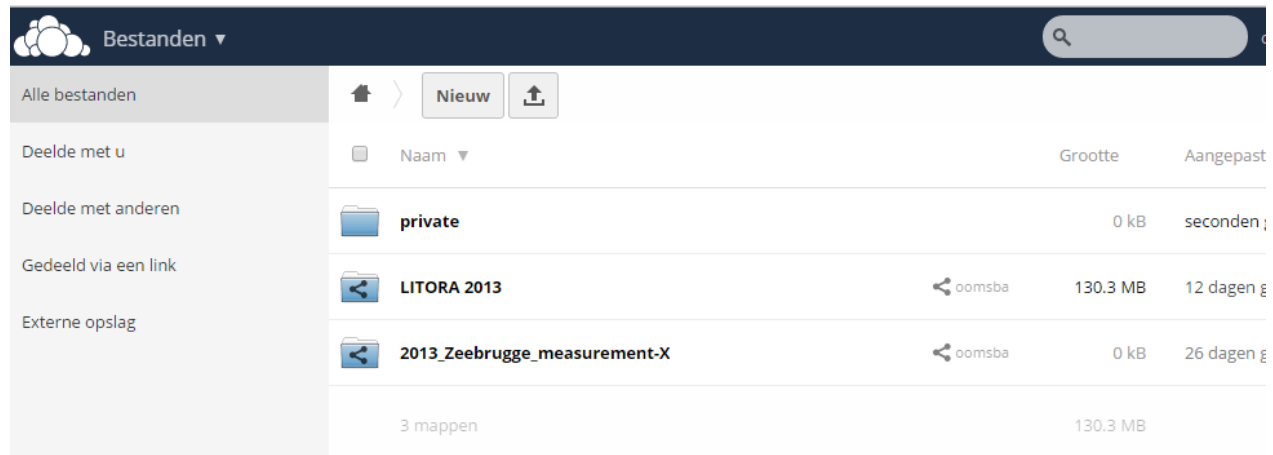 Bestanden ▾
Alle bestanden
Deelde met u
Deelde met anderen
Gedeeld via een link
Externe opslag
Nieuw
Naam ▼ Grootte Aangepast
private 0 kB seconden
LITORA 2013 oomsba 130.3 MB 12 dagen
2013_Zeebrugge_measurement-X oomsba 0 kB 26 dagen
3 mappen 130.3 MB